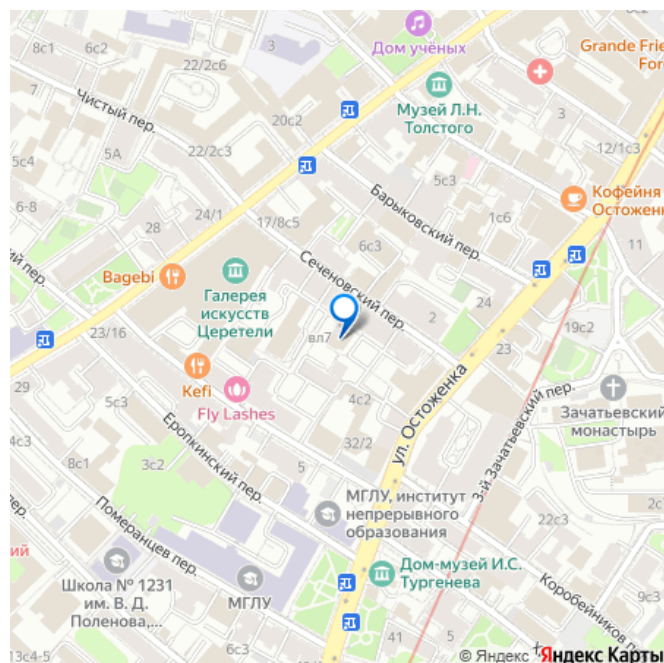 8с1
6с2
3
Дом учёных
Grande Frie
For
22/2с6
Чистый пер.
Музей Л.Н.
Толстого
3
20с2
5А
22/2с3
5с4
12/1с3
5с3
Барыковский пер.
Кофейня
Остоженк
6-8
24/1
17/8с5
28
1с6
6с3
11
Сеченовский пер.
Bagebi
Галерея
искусств
Церетели
24
2
19с2
вл7
23/16
23
ул. Остоженка
Kefi
29
Fly Lashes
4с2
3-й Зачатьевский пер.
Зачатьевский
монастырь
5с3
Еропкинский пер.
4с3
32/2
8с1
3с2
5
МГЛУ, институт
непрерывного
образования
2с
22с3
Померанцев пер.
Дом-музей И.С.
Тургенева
Школа № 1231
им. В. Д.
Поленова,...
МГЛУ
Коробейников пер.
13с4-5
41
5
© Яндекс Яндекс Карты